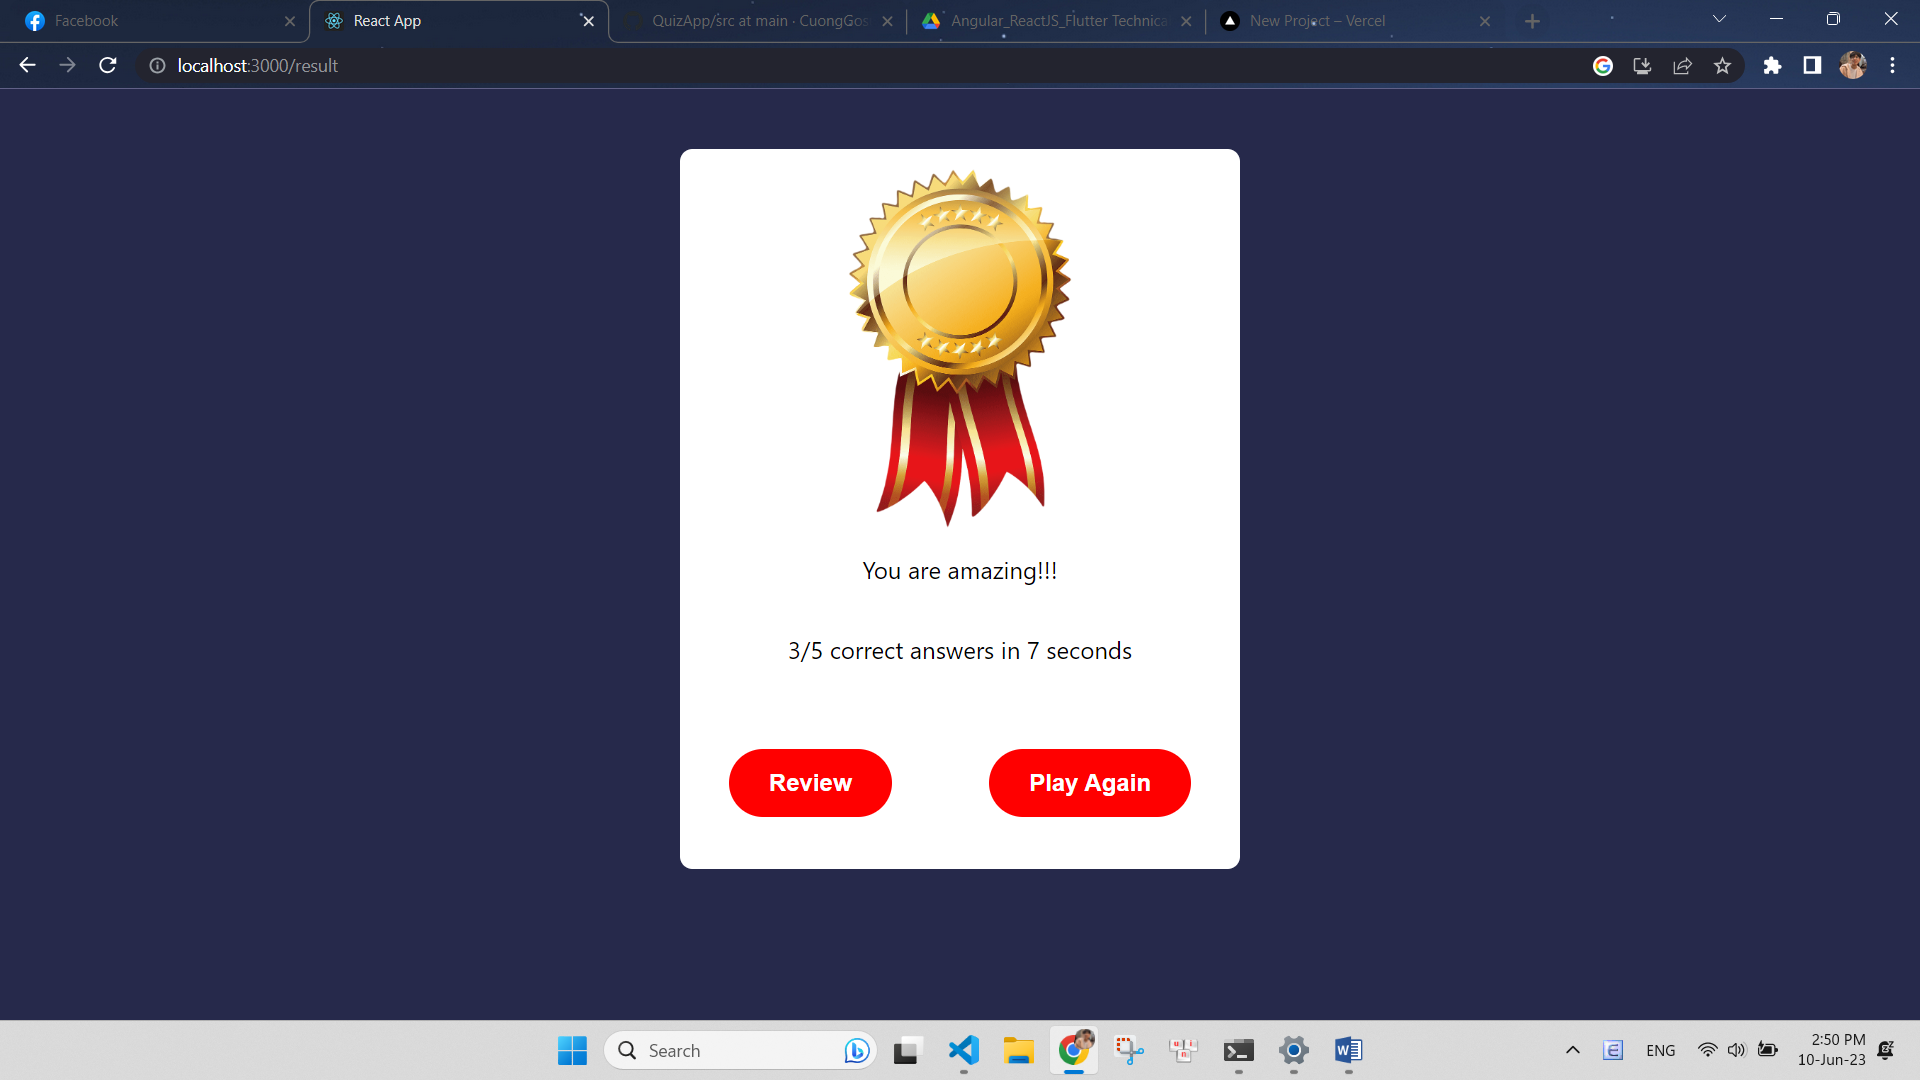 Facebook
React App
QuizApp/src at main · CuongGos
Angular_ReactJS_Flutter Technica
New Project – Vercel
localhost:3000/result
You are amazing!!!
3/5 correct answers in 7 seconds
Review
Play Again
Search
ENG
2:50 PM
10-Jun-23